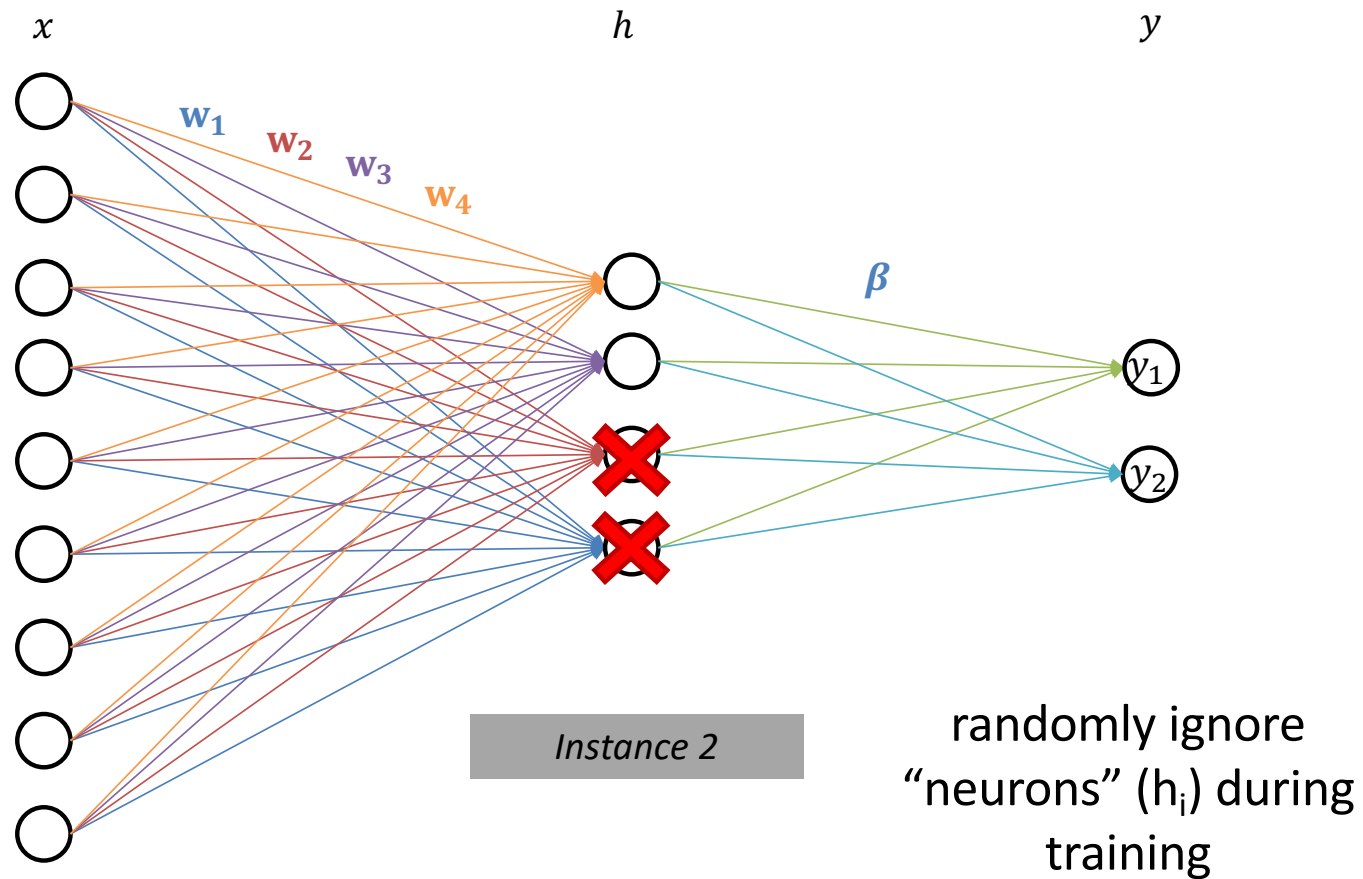 x h y
w₁
w₂
w₃
w₄
β
y₁
y₂
Instance 2
randomly ignore
“neurons” (hᵢ) during
training